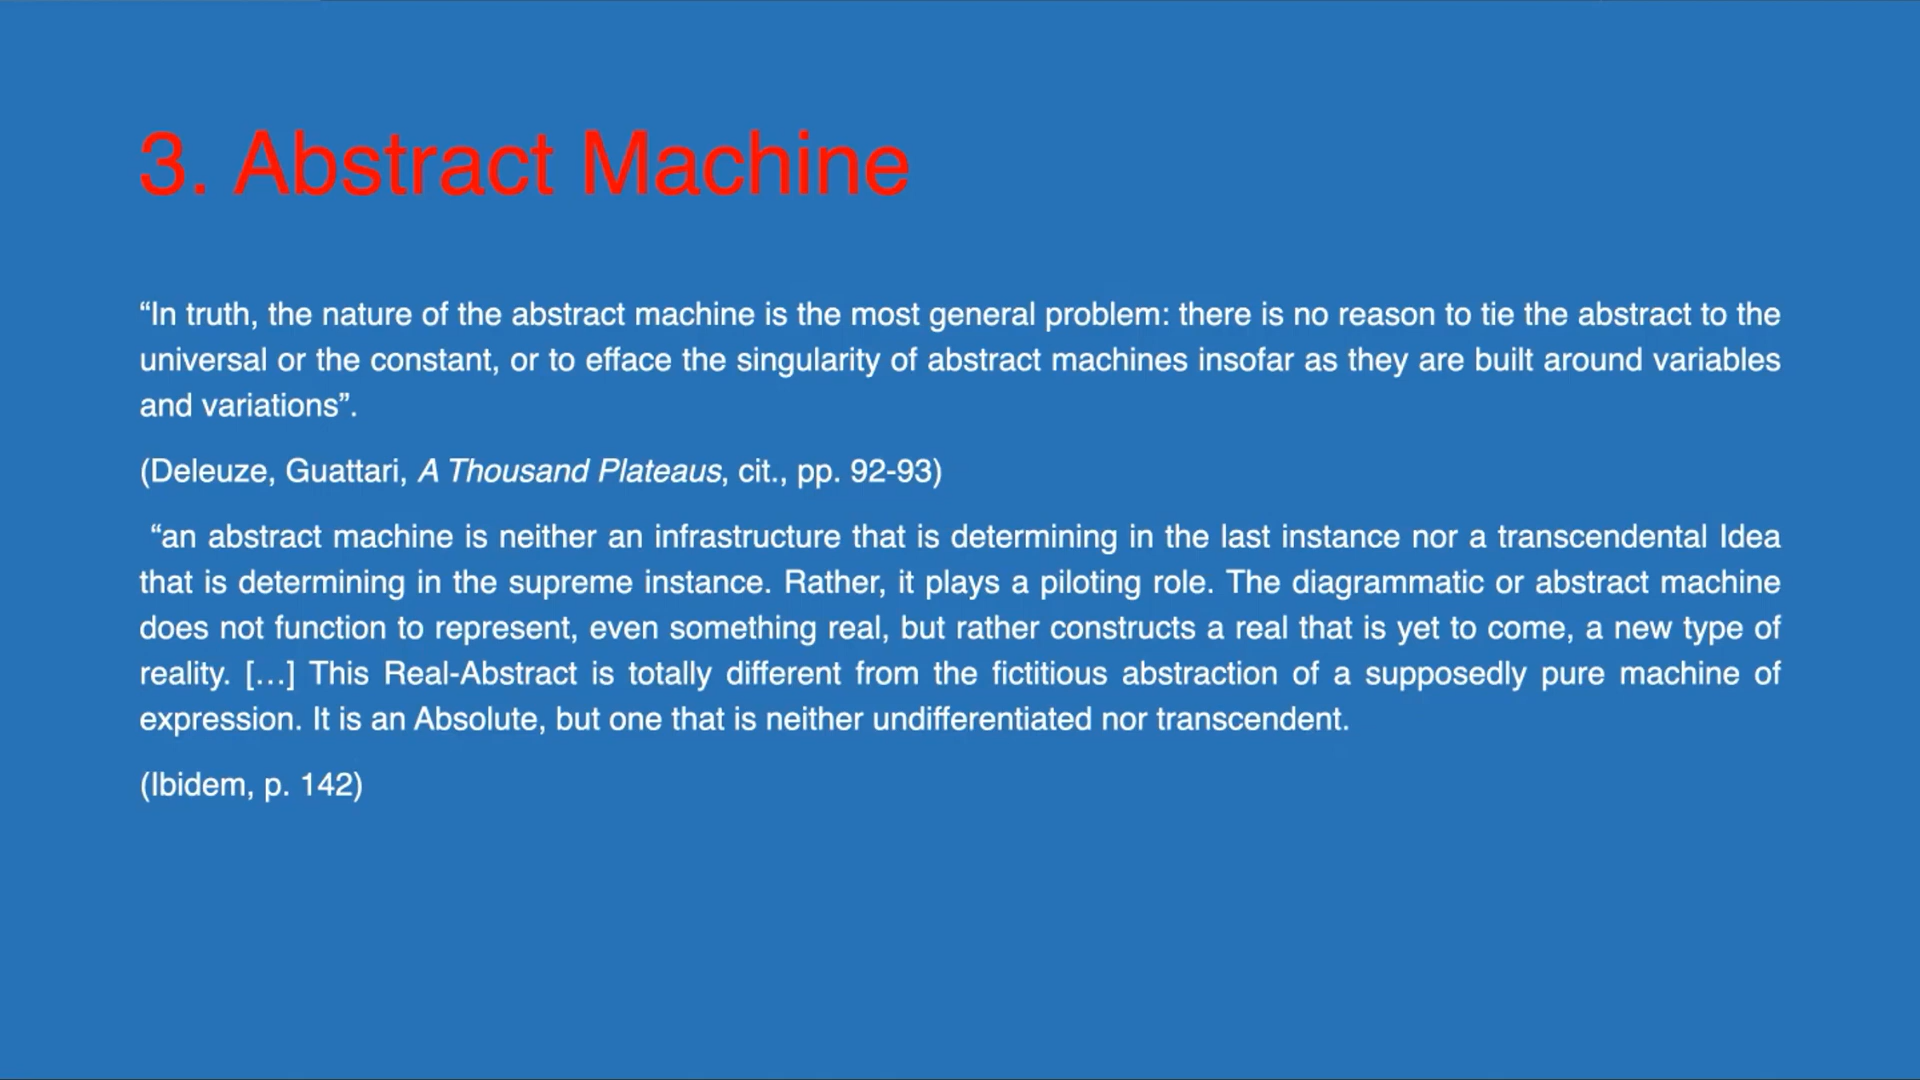 3. Abstract Machine
“In truth, the nature of the abstract machine is the most general problem: there is no reason to tie the abstract to the
universal or the constant, or to efface the singularity of abstract machines insofar as they are built around variables
and variations”.
(Deleuze, Guattari, A Thousand Plateaus, cit., pp. 92-93)
“an abstract machine is neither an infrastructure that is determining in the last instance nor a transcendental Idea
that is determining in the supreme instance. Rather, it plays a piloting role. The diagrammatic or abstract machine
does not function to represent, even something real, but rather constructs a real that is yet to come, a new type of
reality. […] This Real-Abstract is totally different from the fictitious abstraction of a supposedly pure machine of
expression. It is an Absolute, but one that is neither undifferentiated nor transcendent.
(Ibidem, p. 142)